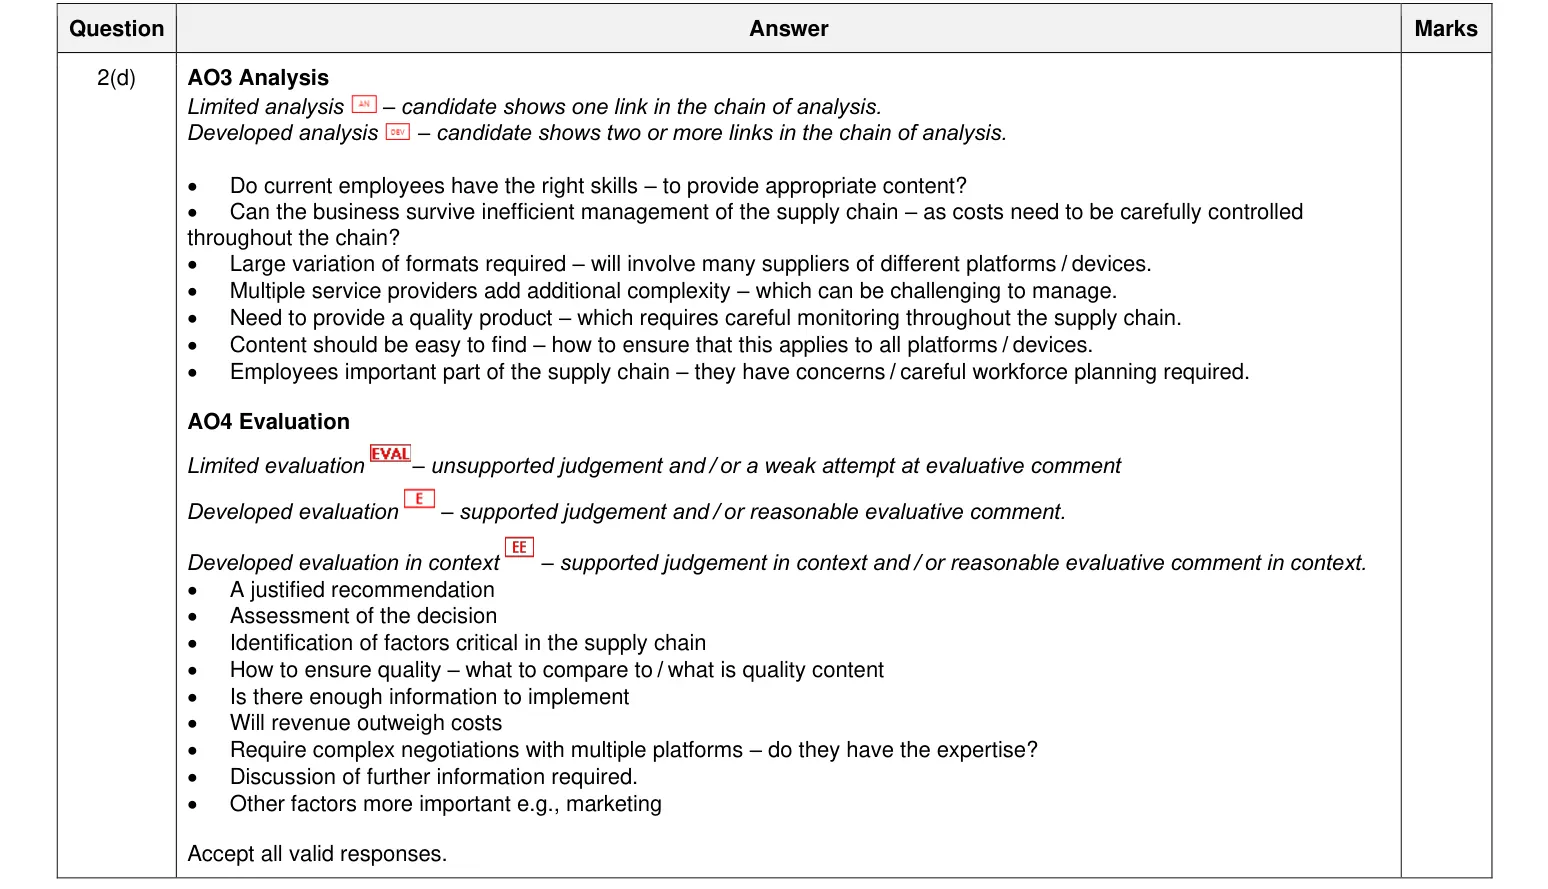 Question Answer Marks
2(d) AO3 Analysis
Limited analysis AN – candidate shows one link in the chain of analysis.
Developed analysis DEV – candidate shows two or more links in the chain of analysis.
• Do current employees have the right skills – to provide appropriate content?
• Can the business survive inefficient management of the supply chain – as costs need to be carefully controlled
throughout the chain?
• Large variation of formats required – will involve many suppliers of different platforms / devices.
• Multiple service providers add additional complexity – which can be challenging to manage.
• Need to provide a quality product – which requires careful monitoring throughout the supply chain.
• Content should be easy to find – how to ensure that this applies to all platforms / devices.
• Employees important part of the supply chain – they have concerns / careful workforce planning required.
AO4 Evaluation
Limited evaluation EVAL – unsupported judgement and / or a weak attempt at evaluative comment
Developed evaluation E – supported judgement and / or reasonable evaluative comment.
Developed evaluation in context EE – supported judgement in context and / or reasonable evaluative comment in context.
• A justified recommendation
• Assessment of the decision
• Identification of factors critical in the supply chain
• How to ensure quality – what to compare to / what is quality content
• Is there enough information to implement
• Will revenue outweigh costs
• Require complex negotiations with multiple platforms – do they have the expertise?
• Discussion of further information required.
• Other factors more important e.g., marketing
Accept all valid responses.